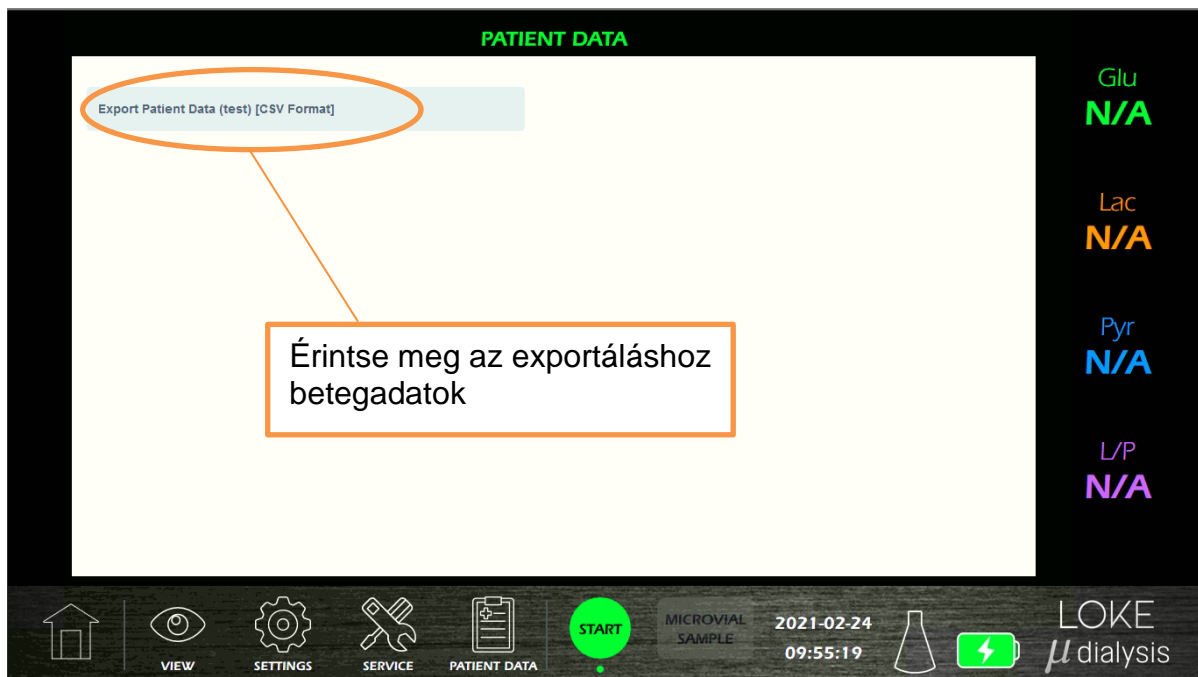 PATIENT DATA
Export Patient Data (test) [CSV Format]
Érintse meg az exportáláshoz
betegadatok
Glu
N/A
Lac
N/A
Pyr
N/A
L/P
N/A
VIEW
SETTINGS
SERVICE
PATIENT DATA
START
MICROVIAL
SAMPLE
2021-02-24
09:55:19
LOKE
μ dialysis